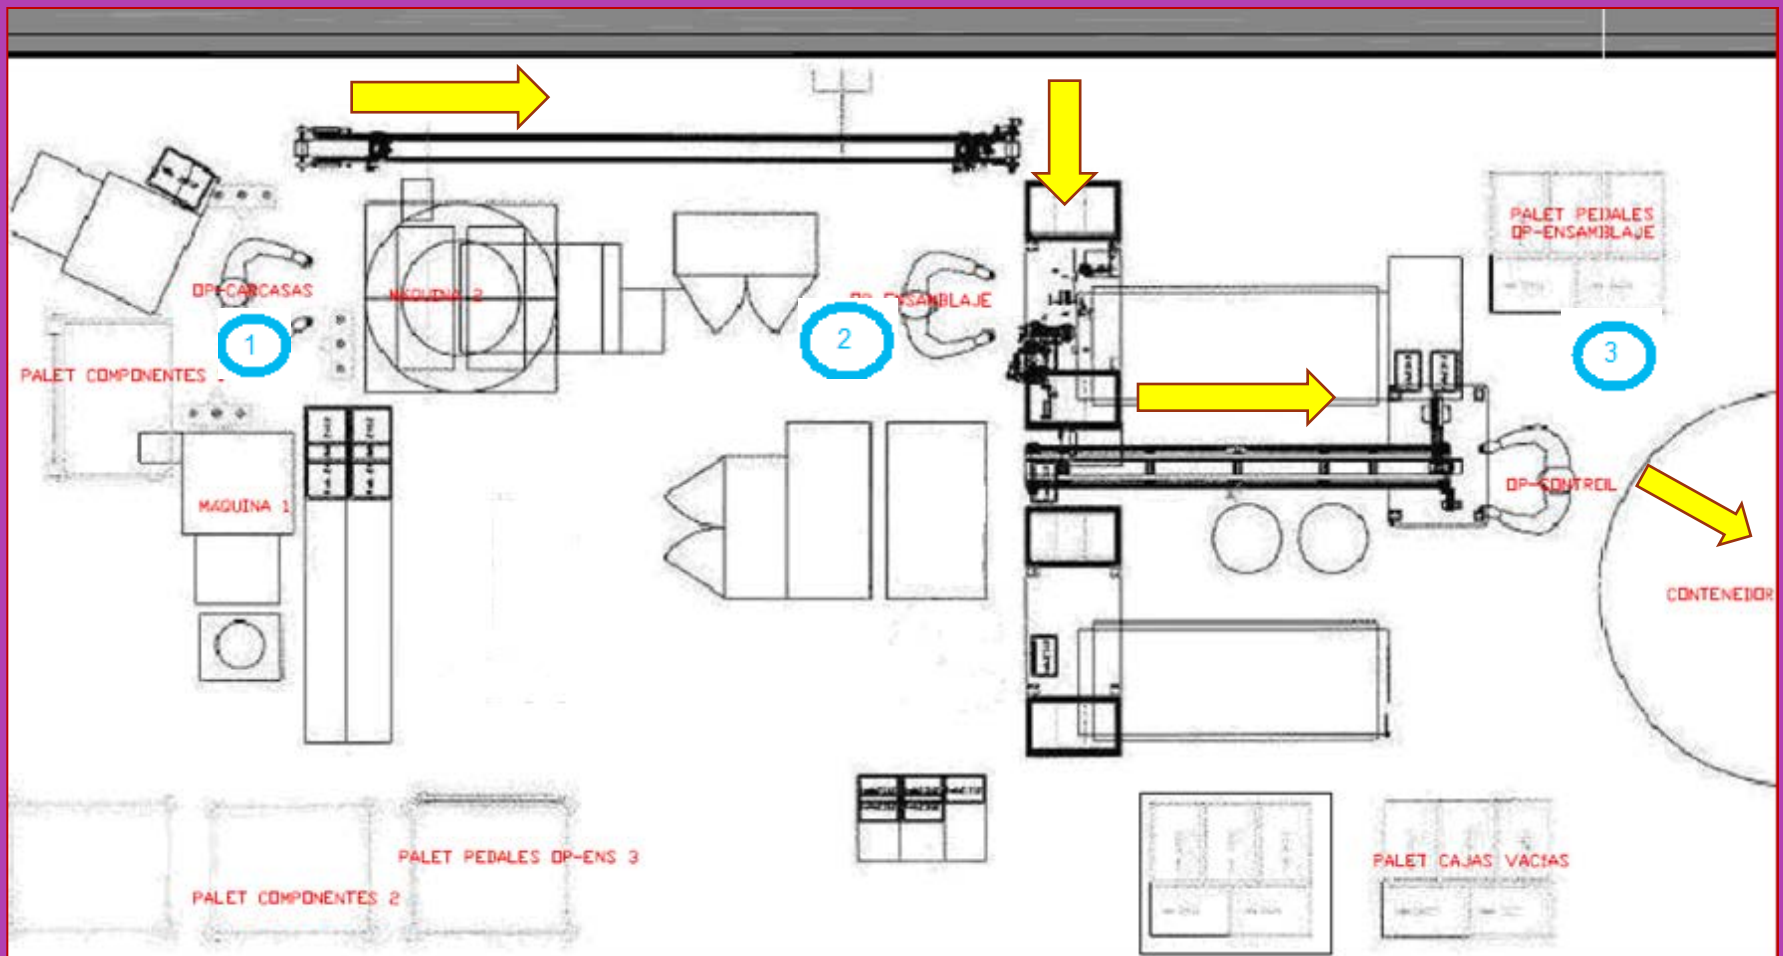 PALET PEDALES
OP-ENSAMBLAJE
OP-CARCASAS
MAQUINA 2
OP-ENSAMBLAJE
1
2
3
PALET COMPONENTES
MAQUINA 1
OP-CONTROL
CONTENEDOR
PALET PEDALES OP-ENS 3
PALET CAJAS VACIAS
PALET COMPONENTES 2